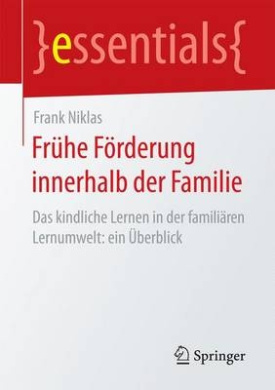 }essentials{
Frank Niklas
Frühe Förderung
innerhalb der Familie
Das kindliche Lernen in der familiären
Lernumwelt: ein Überblick
Springer